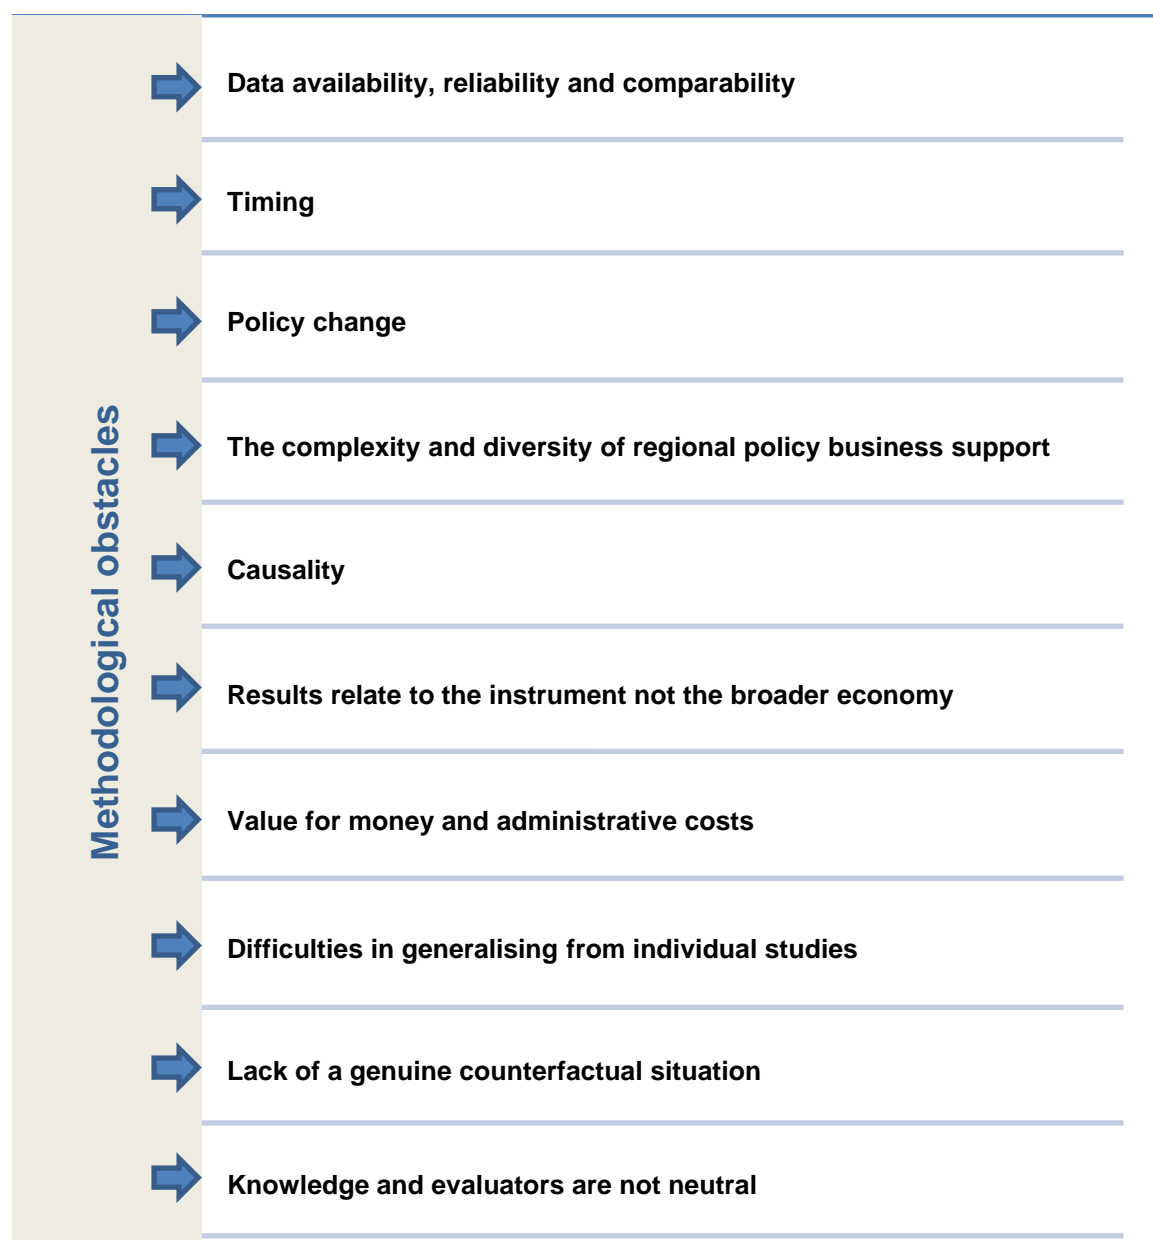 Methodological obstacles
Data availability, reliability and comparability
Timing
Policy change
The complexity and diversity of regional policy business support
Causality
Results relate to the instrument not the broader economy
Value for money and administrative costs
Difficulties in generalising from individual studies
Lack of a genuine counterfactual situation
Knowledge and evaluators are not neutral